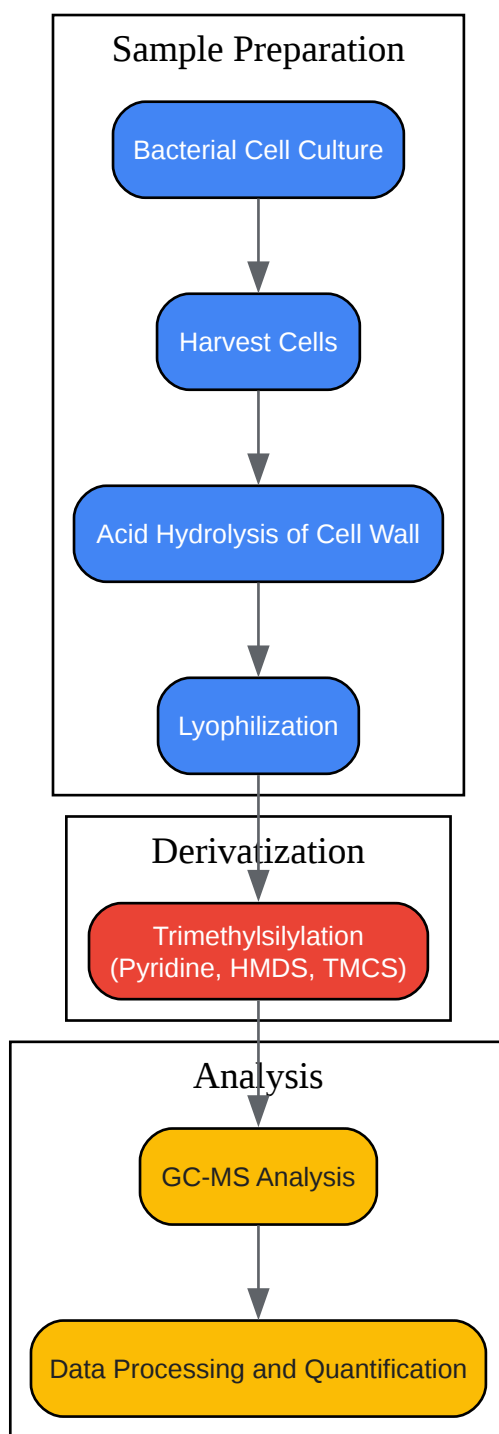 Sample Preparation
Bacterial Cell Culture
Harvest Cells
Acid Hydrolysis of Cell Wall
Lyophilization
Derivatization
Trimethylsilylation
(Pyridine, HMDS, TMCS)
Analysis
GC-MS Analysis
Data Processing and Quantification